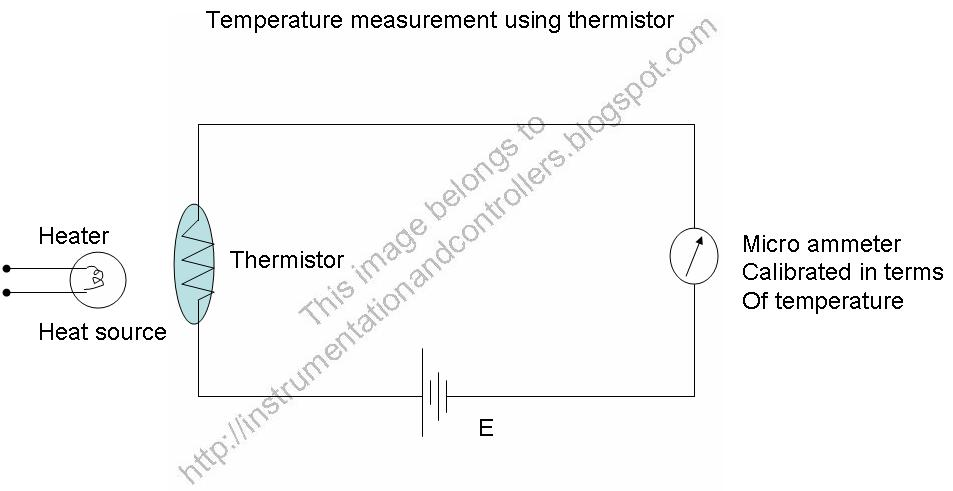 Temperature measurement using thermistor
This image belongs to
http://instrumentationandcontrollers.blogspot.com
Heater
Heat source
Thermistor
Micro ammeter
Calibrated in terms
Of temperature
E